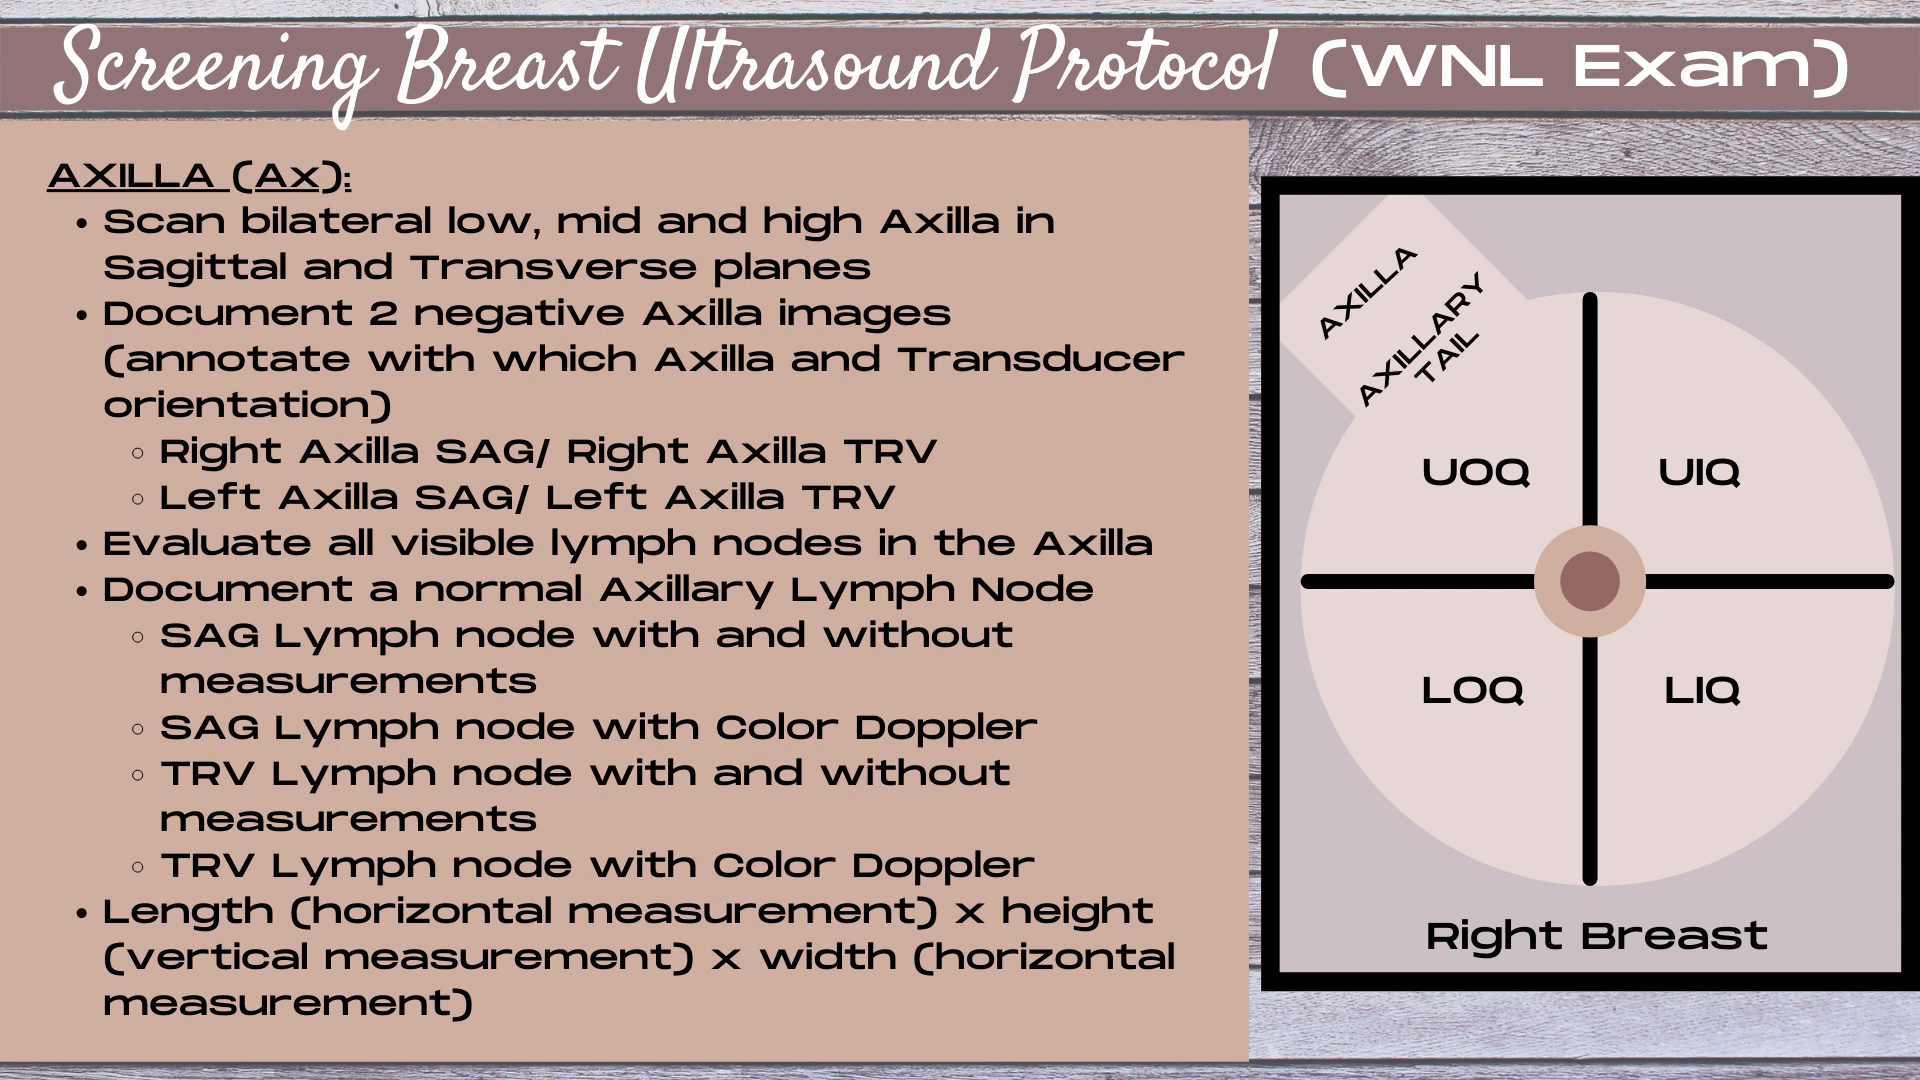 Screening Breast Ultrasound Protocol (WNL Exam)
AXILLA (Ax):
• Scan bilateral low, mid and high Axilla in
Sagittal and Transverse planes
• Document 2 negative Axilla images
(annotate with which Axilla and Transducer
orientation)
◦ Right Axilla SAG/ Right Axilla TRV
◦ Left Axilla SAG/ Left Axilla TRV
• Evaluate all visible lymph nodes in the Axilla
• Document a normal Axillary Lymph Node
◦ SAG Lymph node with and without
measurements
◦ SAG Lymph node with Color Doppler
◦ TRV Lymph node with and without
measurements
◦ TRV Lymph node with Color Doppler
• Length (horizontal measurement) x height
(vertical measurement) x width (horizontal
measurement)
AXILLA
AXILLARY
TAIL
UOQ
UIQ
LOQ
LIQ
Right Breast